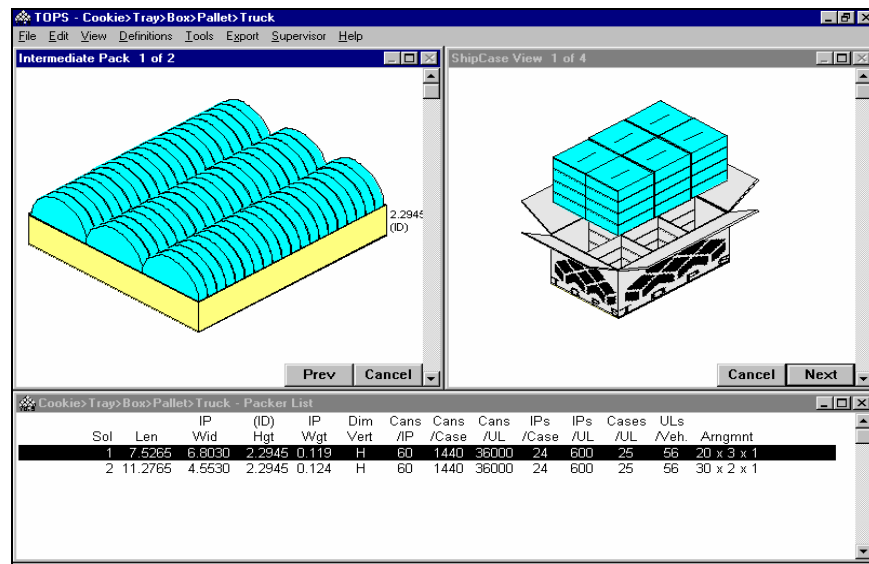 TOPS - Cookie>Tray>Box>Pallet>Truck
File Edit View Definitions Tools Export Supervisor Help
Intermediate Pack 1 of 2
ShipCase View 1 of 4
2.2945
(ID)
Prev Cancel
Cancel Next
Cookie>Tray>Box>Pallet>Truck - Packer List
IP (ID) IP Dim Cans Cans Cans IPs IPs Cases ULs
Sol Len Wid Hgt Wgt Vert /IP /Case /UL /Case /UL /UL /Veh. Arngmnt
1 7.5265 6.8030 2.2945 0.119 H 60 1440 36000 24 600 25 56 20 x 3 x 1
2 11.2765 4.5530 2.2945 0.124 H 60 1440 36000 24 600 25 56 30 x 2 x 1